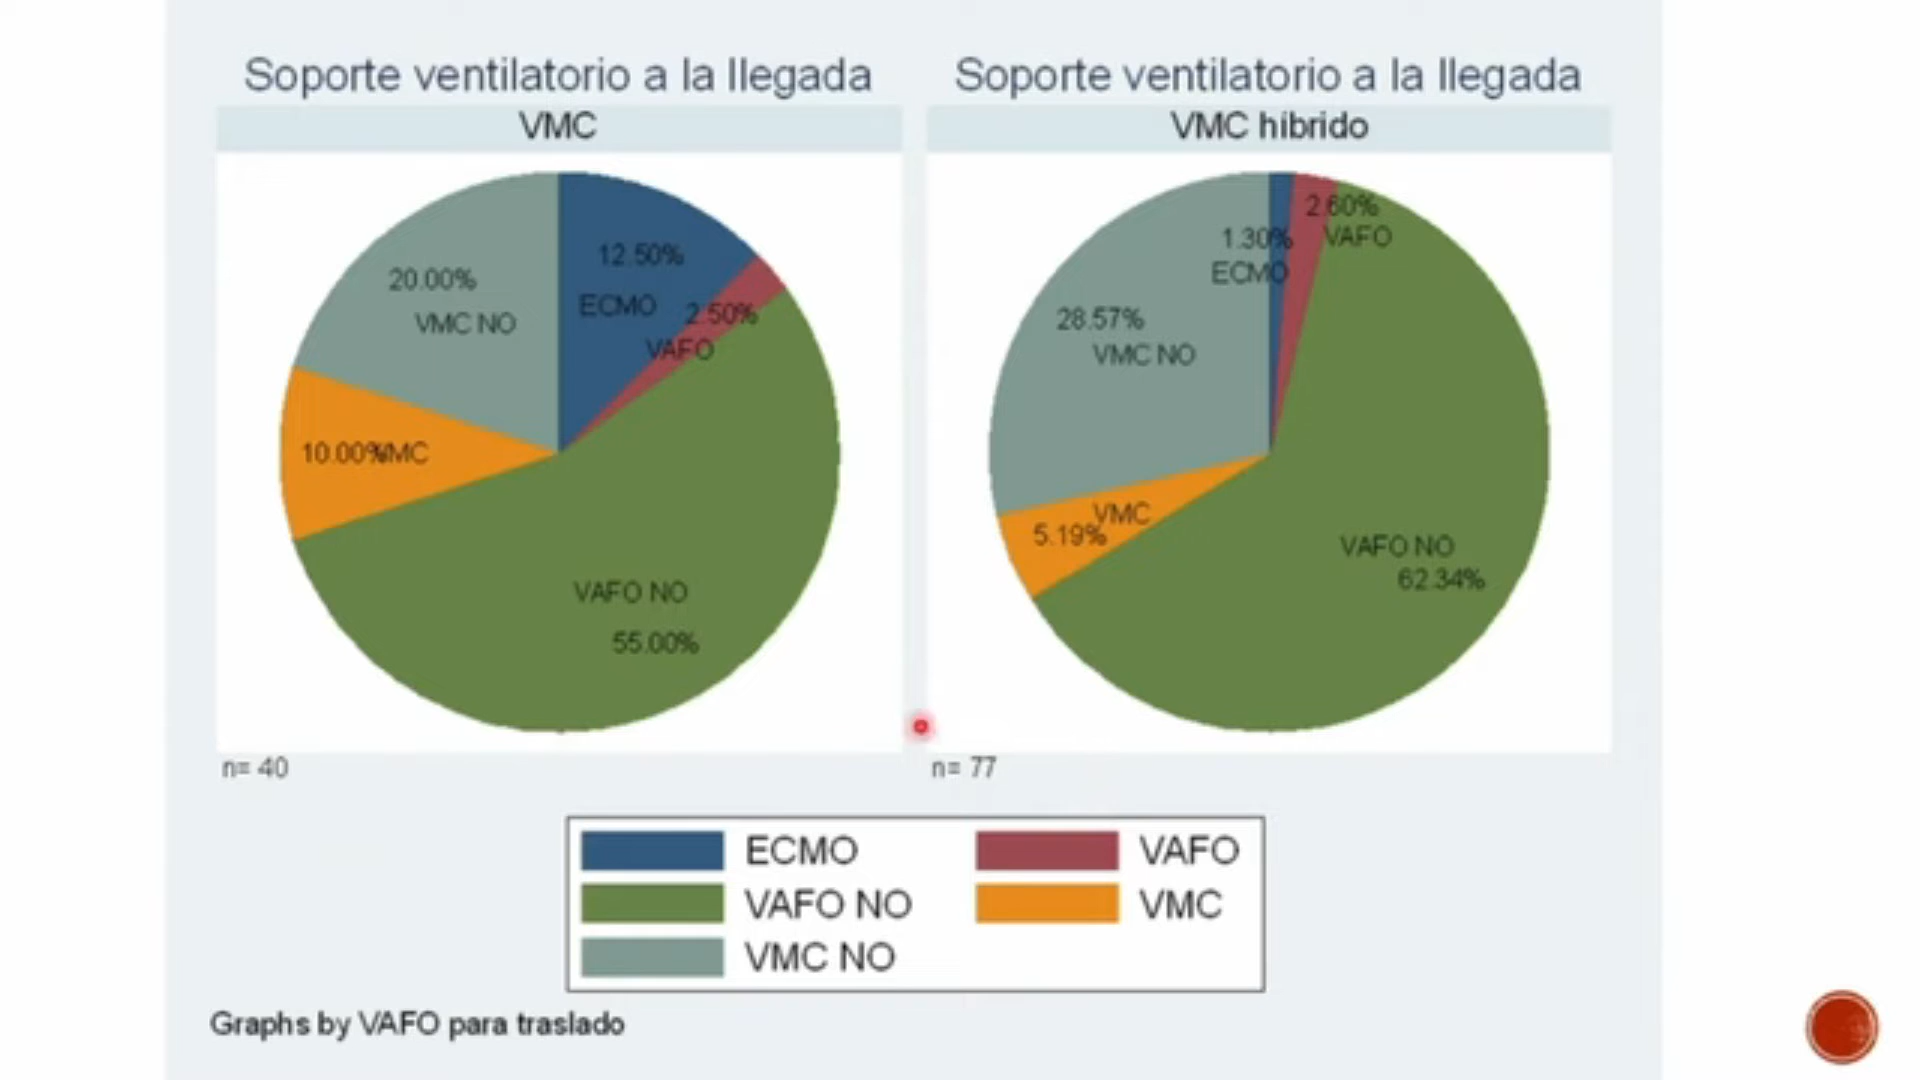 Soporte ventilatorio a la llegada
VMC
12.50%
ECMO
2.50%
VAFO
20.00%
VMC NO
10.00%
VMC
VAFO NO
55.00%
n= 40
Soporte ventilatorio a la llegada
VMC híbrido
2.60%
VAFO
1.30%
ECMO
28.57%
VMC NO
VMC
5.19%
VAFO NO
62.34%
n= 77
ECMO
VAFO
VAFO NO
VMC
VMC NO
Graphs by VAFO para traslado